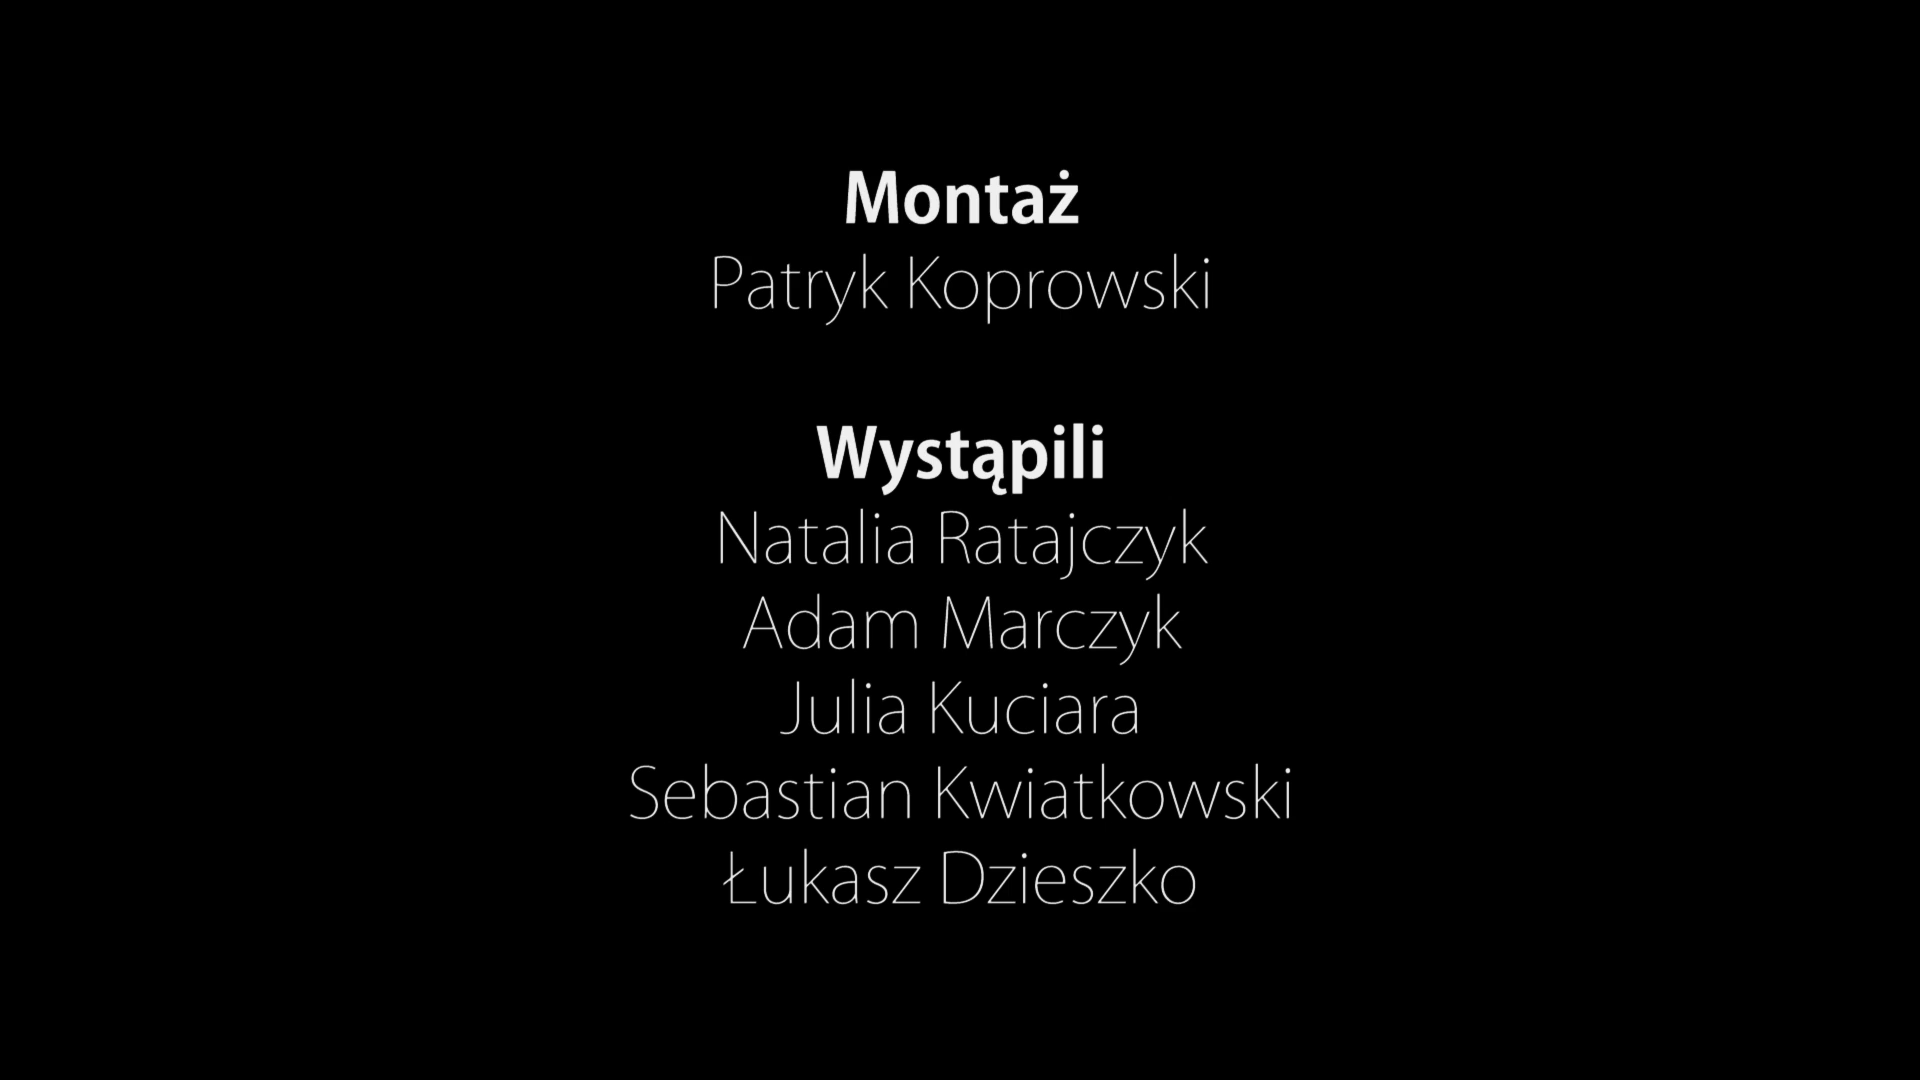 Montaż
Patryk Koprowski
Wystąpili
Natalia Ratajczyk
Adam Marczyk
Julia Kuciara
Sebastian Kwiatkowski
Łukasz Dzieszko